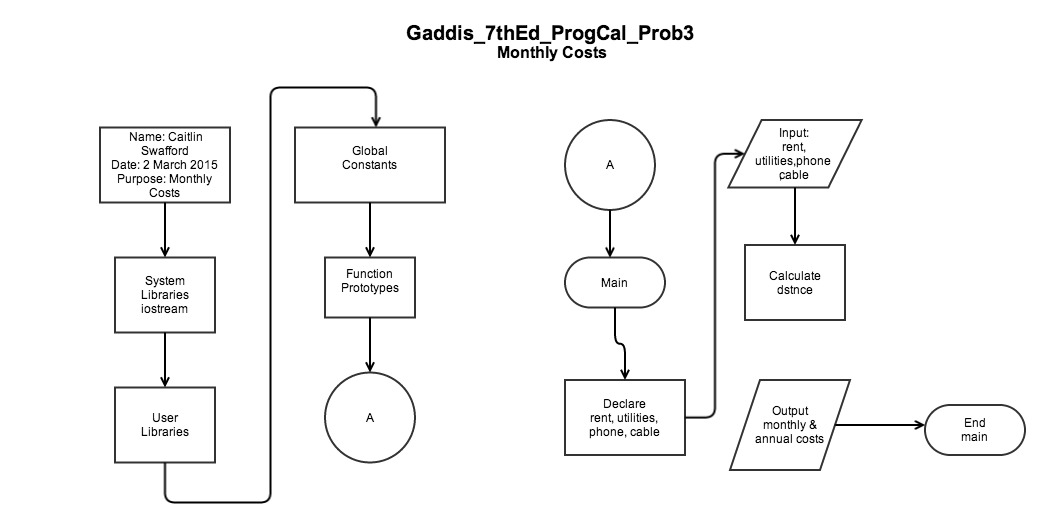 Gaddis_7thEd_ProgCal_Prob3
Monthly Costs
Name: Caitlin
Swafford
Date: 2 March 2015
Purpose: Monthly
Costs
System
Libraries
iostream
User
Libraries
Global
Constants
Function
Prototypes
A
A
Main
Declare
rent, utilities,
phone, cable
Input:
rent,
utilities,phone
cable
Calculate
dstnce
Output
monthly &
annual costs
End
main